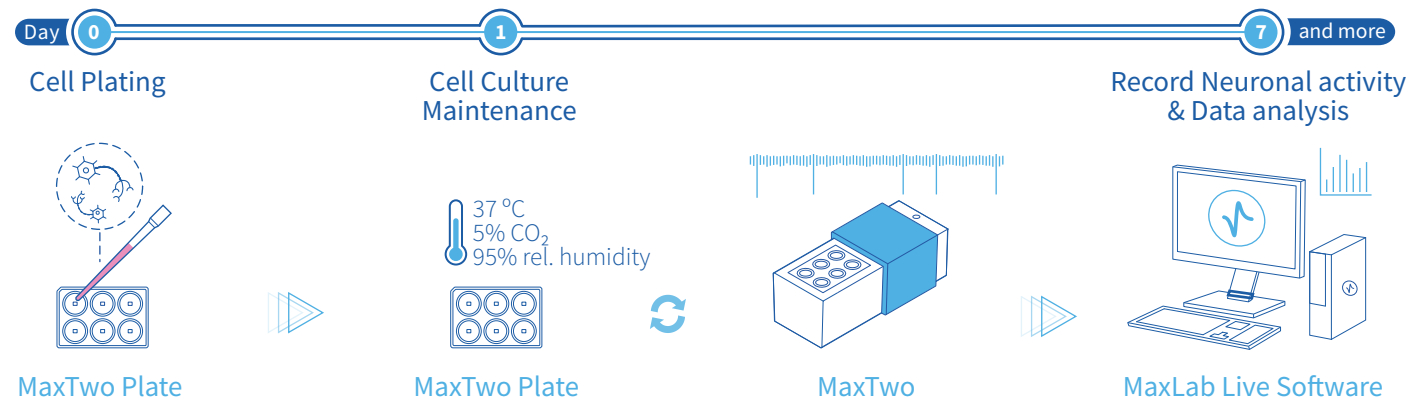 Day 0 1 7 and more
Cell Plating
Cell Culture
Maintenance
Record Neuronal activity
& Data analysis
37 °C
5% CO₂
95% rel. humidity
MaxTwo Plate
MaxTwo Plate
MaxTwo
MaxLab Live Software